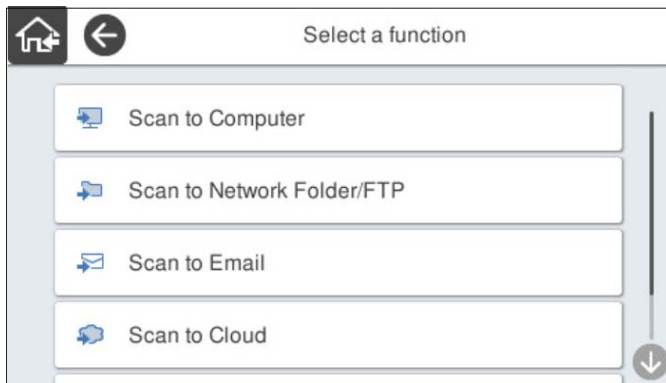 Select a function
Scan to Computer
Scan to Network Folder/FTP
Scan to Email
Scan to Cloud